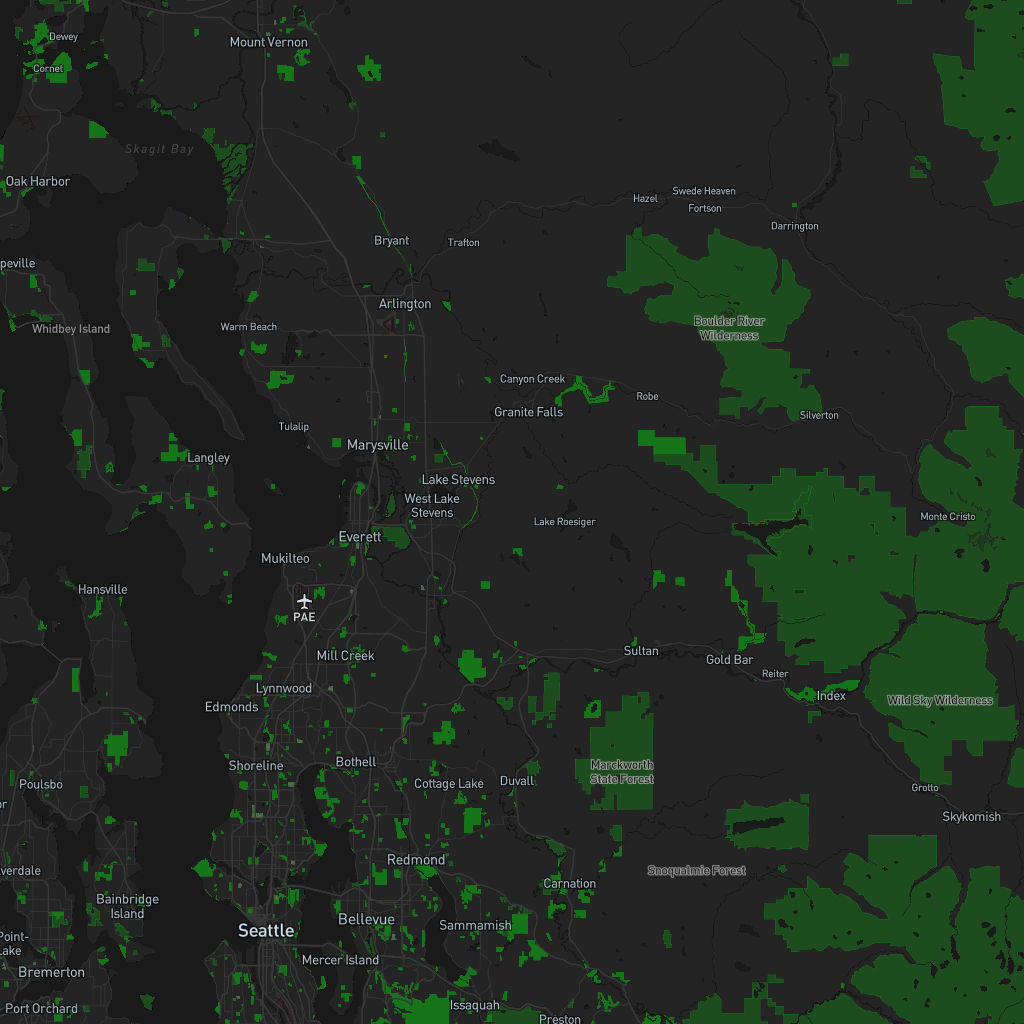 Dewey
Mount Vernon
Cornet
Skagit Bay
Oak Harbor
Swede Heaven
Hazel
Fortson
Darrington
Bryant
Trafton
peville
Arlington
Whidbey Island
Warm Beach
Boulder River
Wilderness
Canyon Creek
Robe
Granite Falls
Silverton
Tulalip
Marysville
Langley
Lake Stevens
West Lake
Stevens
Lake Roesiger
Monte Cristo
Everett
Mukilteo
Hansville
PAE
Mill Creek
Sultan
Gold Bar
Reiter
Lynnwood
Index
Wild Sky Wilderness
Edmonds
Shoreline
Bothell
Marckworth
State Forest
Poulsbo
Cottage Lake
Duvall
Grotto
or
Skykomish
Redmond
verdale
Snoqualmie Forest
Carnation
Bainbridge
Island
Bellevue
Sammamish
Seattle
Point-
Lake
Mercer Island
Bremerton
Port Orchard
Issaquah
Preston